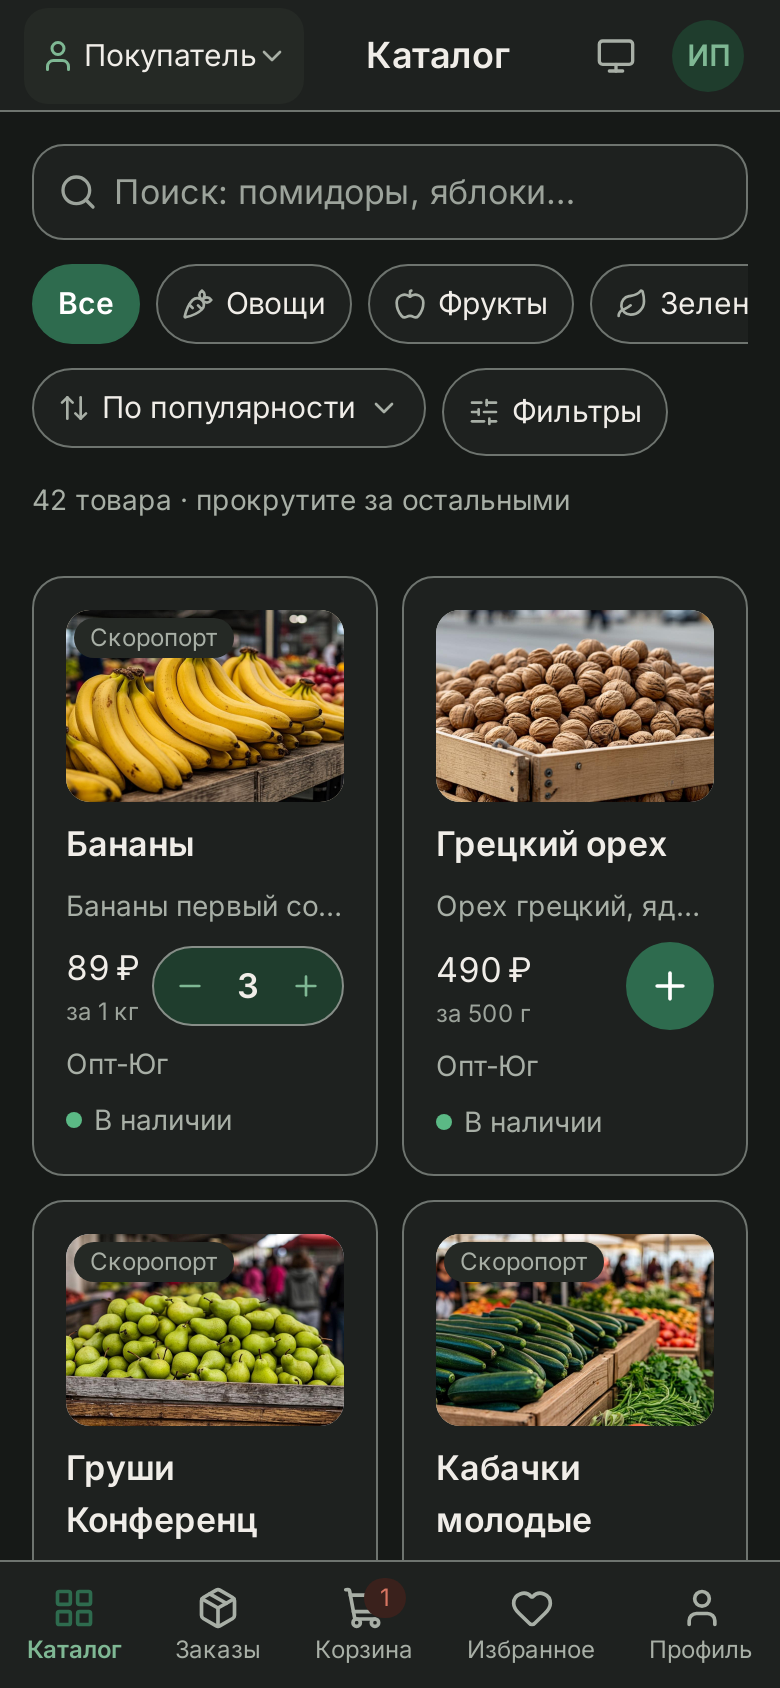 Покупатель
Каталог
ИП
Поиск: помидоры, яблоки...
Все
Овощи
Фрукты
Зелен
По популярности
Фильтры
42 товара · прокрутите за остальными
Скоропорт
Бананы
Бананы первый со...
89 ₽
за 1 кг
− 3 +
Опт-Юг
В наличии
Грецкий орех
Орех грецкий, яд...
490 ₽
за 500 г
+
Опт-Юг
В наличии
Скоропорт
Груши
Конференц
Скоропорт
Кабачки
молодые
Каталог
Заказы
1
Корзина
Избранное
Профиль